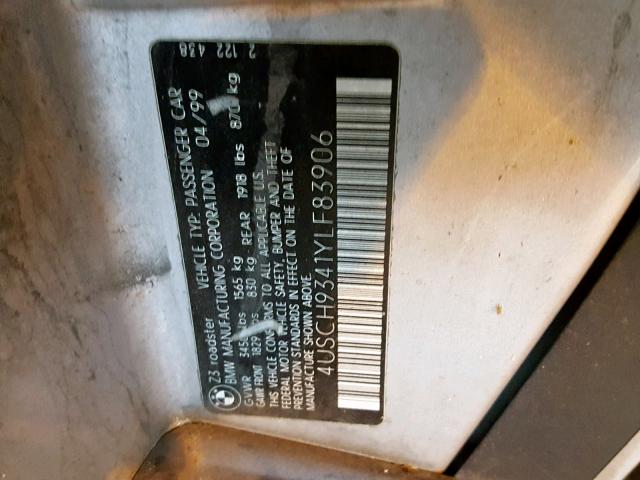 BMW
Z3 roadster VEHICLE TYP: PASSENGER CAR
BMW MANUFACTURING CORPORATION 04/99
GVWR lbs 1565 kg
GAWR FRONT 1829 lbs 830 kg REAR 1918 lbs kg
THIS VEHICLE CONFORMS TO ALL APPLICABLE U.S.
FEDERAL MOTOR VEHICLE SAFETY, BUMPER AND THEFT
PREVENTION STANDARDS IN EFFECT ON THE DATE OF
MANUFACTURE SHOWN ABOVE.
4USCH9341YLF83906